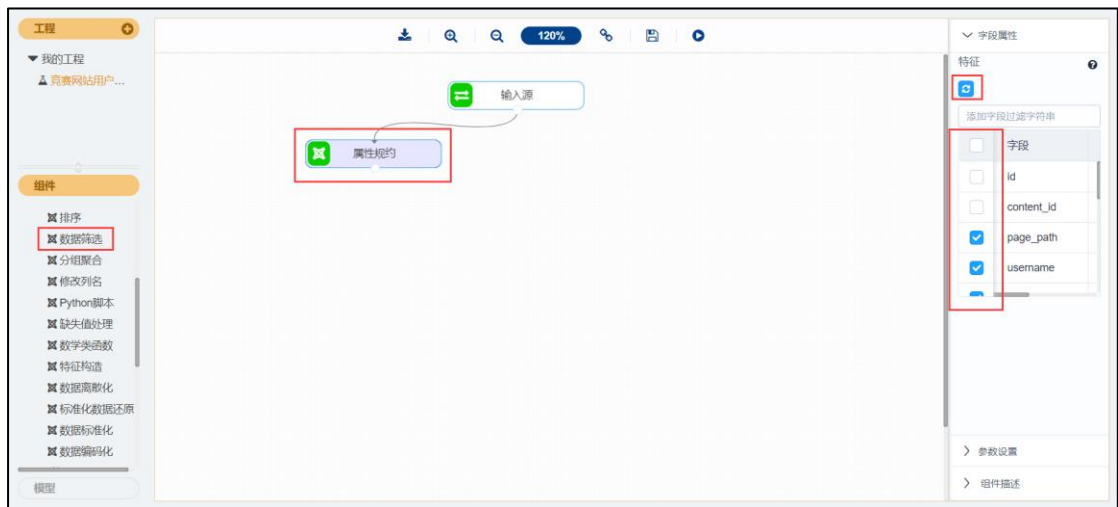 工程
我的工程
竞赛网站用户...
组件
排序
数据筛选
分组聚合
修改列名
Python脚本
缺失值处理
数学类函数
特征构造
数据离散化
标准化数据还原
数据标准化
数据编码化
模型
120%
输入源
属性规约
字段属性
特征
添加字段过滤字符串
字段
id
content_id
page_path
username
参数设置
组件描述